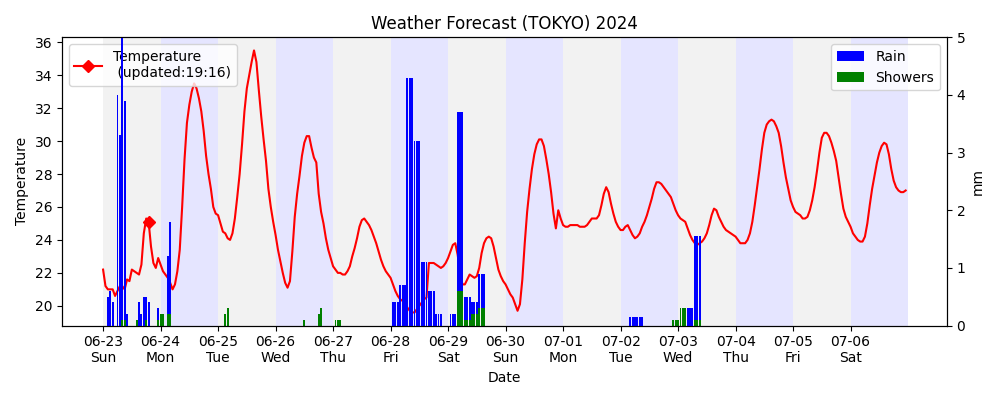 Weather Forecast (TOKYO) 2024
Temperature
(updated:19:16)
Rain
Showers
Temperature
36
34
32
30
28
26
24
22
20
5
4
3
2
1
0
mm
06-23 06-24 06-25 06-26 06-27 06-28 06-29 06-30 07-01 07-02 07-03 07-04 07-05 07-06
Sun Mon Tue Wed Thu Fri Sat Sun Mon Tue Wed Thu Fri Sat
Date